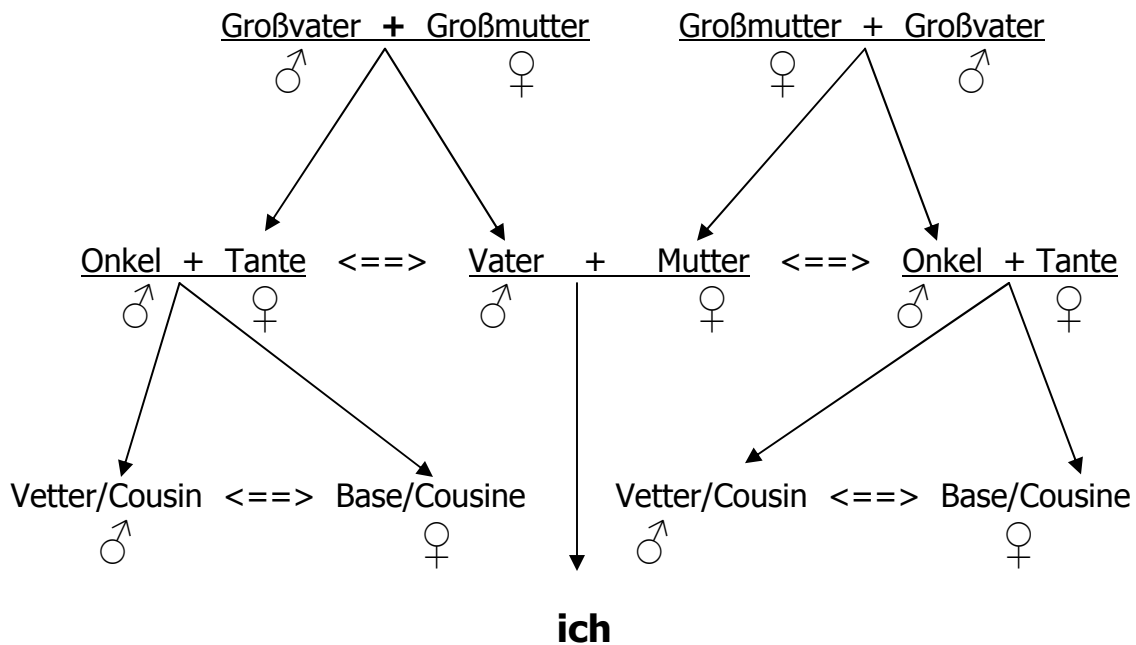 Großvater + Großmutter Großmutter + Großvater
♂ ♀ ♀ ♂
Onkel + Tante <==> Vater + Mutter <==> Onkel + Tante
♂ ♀ ♂ ♀ ♂ ♀
Vetter/Cousin <==> Base/Cousine Vetter/Cousin <==> Base/Cousine
♂ ♀ ♂ ♀
ich